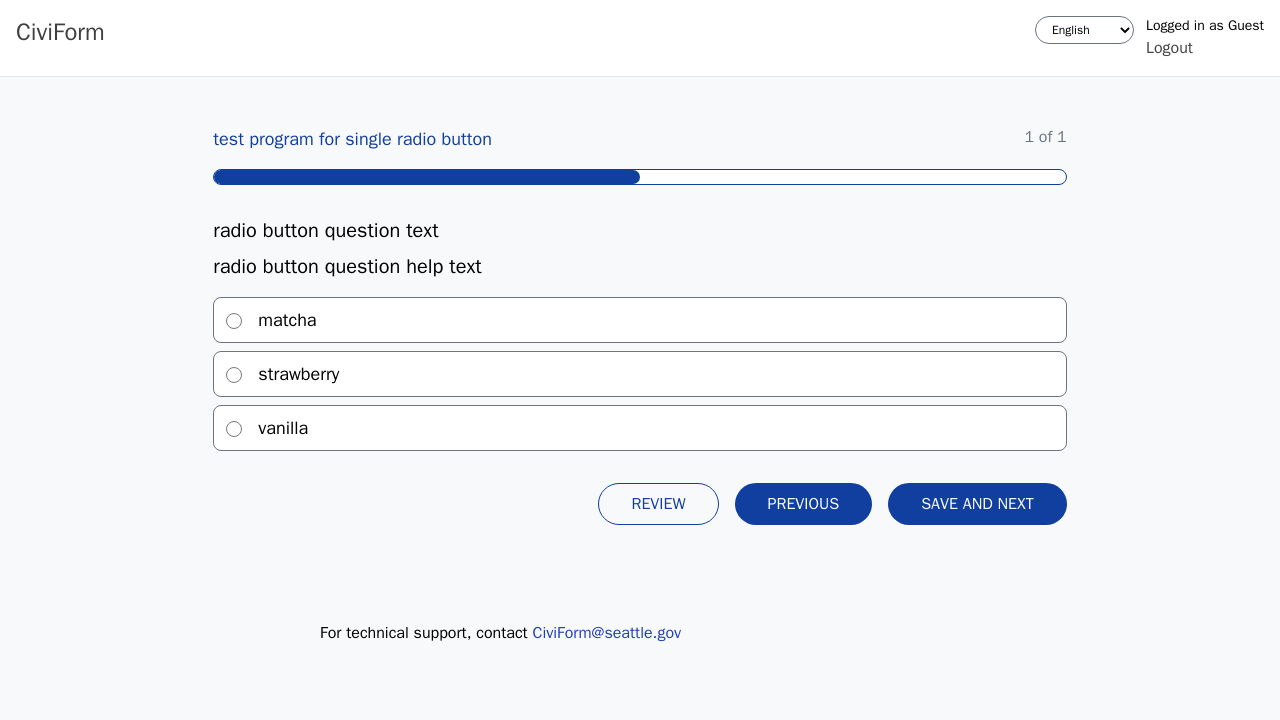 CiviForm
English
Logged in as Guest
Logout
test program for single radio button
1 of 1
radio button question text
radio button question help text
matcha
strawberry
vanilla
REVIEW
PREVIOUS
SAVE AND NEXT
For technical support, contact CiviForm@seattle.gov